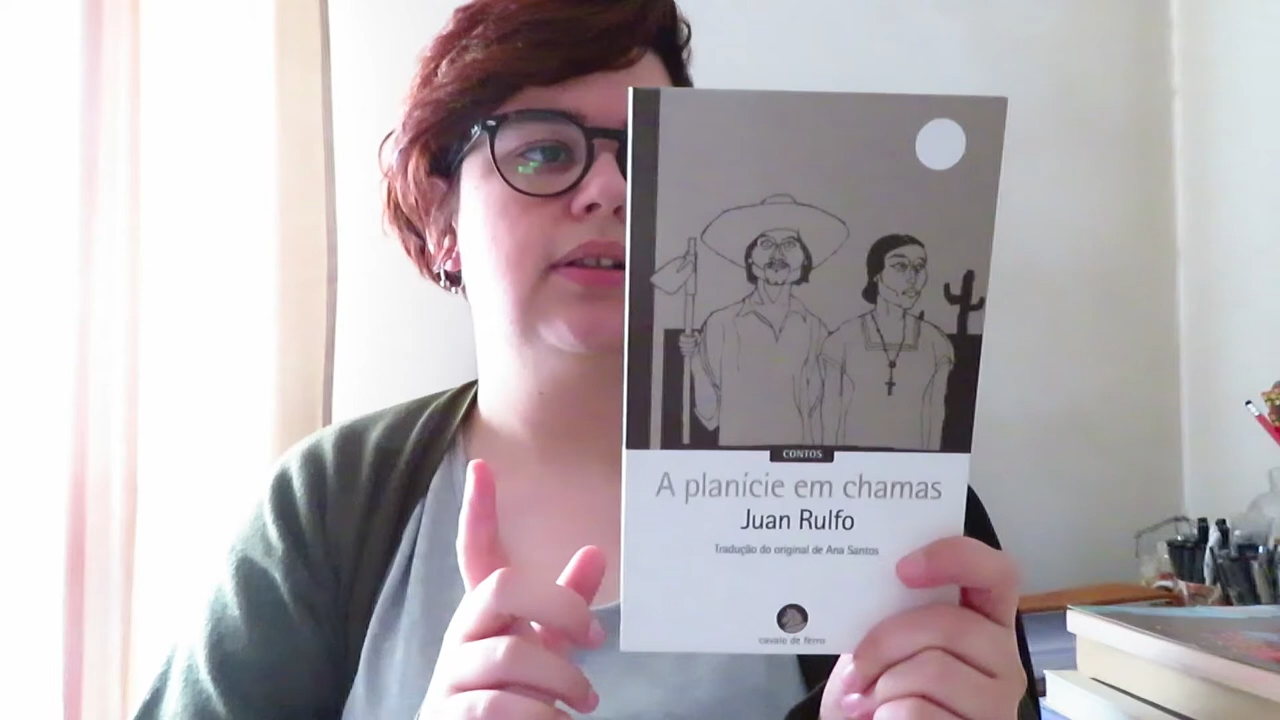 CONTOS
A planície em chamas
Juan Rulfo
Tradução do original de Ana Santos
cavalo de ferro